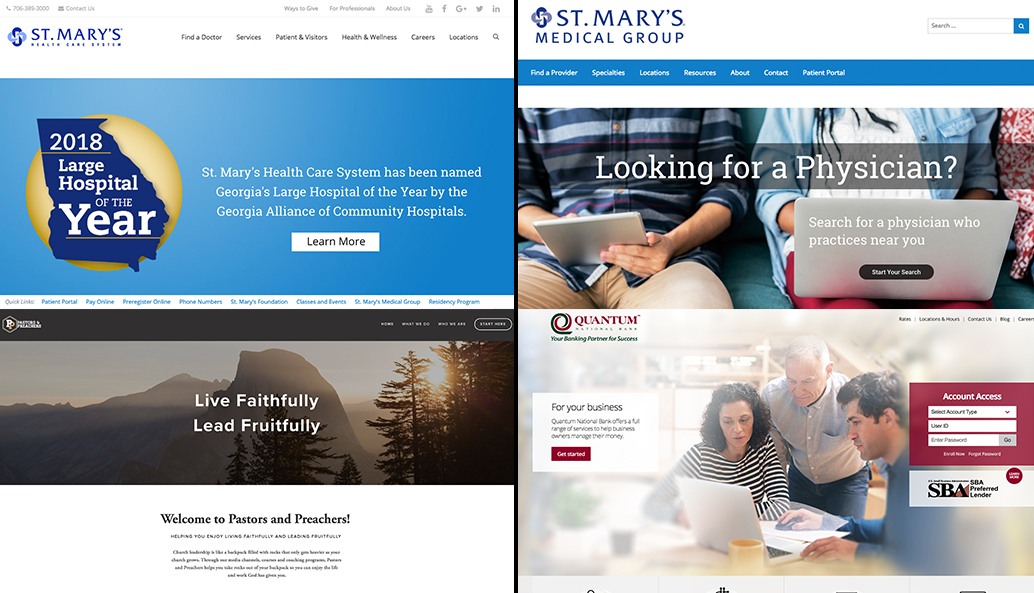 706-389-3000
Contact Us
Ways to Give
For Professionals
About Us
ST. MARY'S
HEALTH CARE SYSTEM
Find a Doctor
Services
Patient & Visitors
Health & Wellness
Careers
Locations
2018
Large
Hospital
OF THE
Year
St. Mary's Health Care System has been named
Georgia's Large Hospital of the Year by the
Georgia Alliance of Community Hospitals.
Learn More
Quick Links:
Patient Portal
Pay Online
Preregister Online
Phone Numbers
St. Mary's Foundation
Classes and Events
St. Mary's Medical Group
Residency Program
ST. MARY'S
MEDICAL GROUP
Search ...
Find a Provider
Specialties
Locations
Resources
About
Contact
Patient Portal
Looking for a Physician?
Search for a physician who
practices near you
Start Your Search
PASTORS &
PREACHERS
HOME
WHAT WE DO
WHO WE ARE
START HERE
Live Faithfully
Lead Fruitfully
Welcome to Pastors and Preachers!
HELPING YOU ENJOY LIVING FAITHFULLY AND LEADING FRUITFULLY
Church leadership is like a backpack filled with rocks that only gets heavier as your
church grows. Through our media channels, courses and coaching programs, Pastors
and Preachers helps you take rocks out of your backpack so you can enjoy the life
and work God has given you.
QUANTUM
NATIONAL BANK
Your Banking Partner for Success
Rates | Locations & Hours | Contact Us | Blog | Careers
For your business
Quantum National Bank offers a full
range of services to help business
owners manage their money.
Get started
Account Access
Select Account Type
User ID
Enter Password
Go
Enroll Now
Forgot Password
U.S. Small Business Administration
SBA
SBA
Preferred
Lender
LEARN
MORE